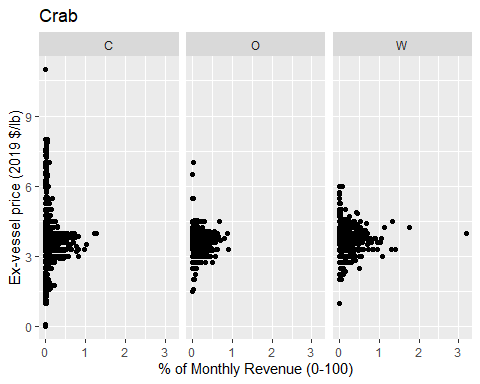 Crab
C O W
Ex-vessel price (2019 $/lb)
9
6
3
0
0 1 2 3 0 1 2 3 0 1 2 3
% of Monthly Revenue (0-100)